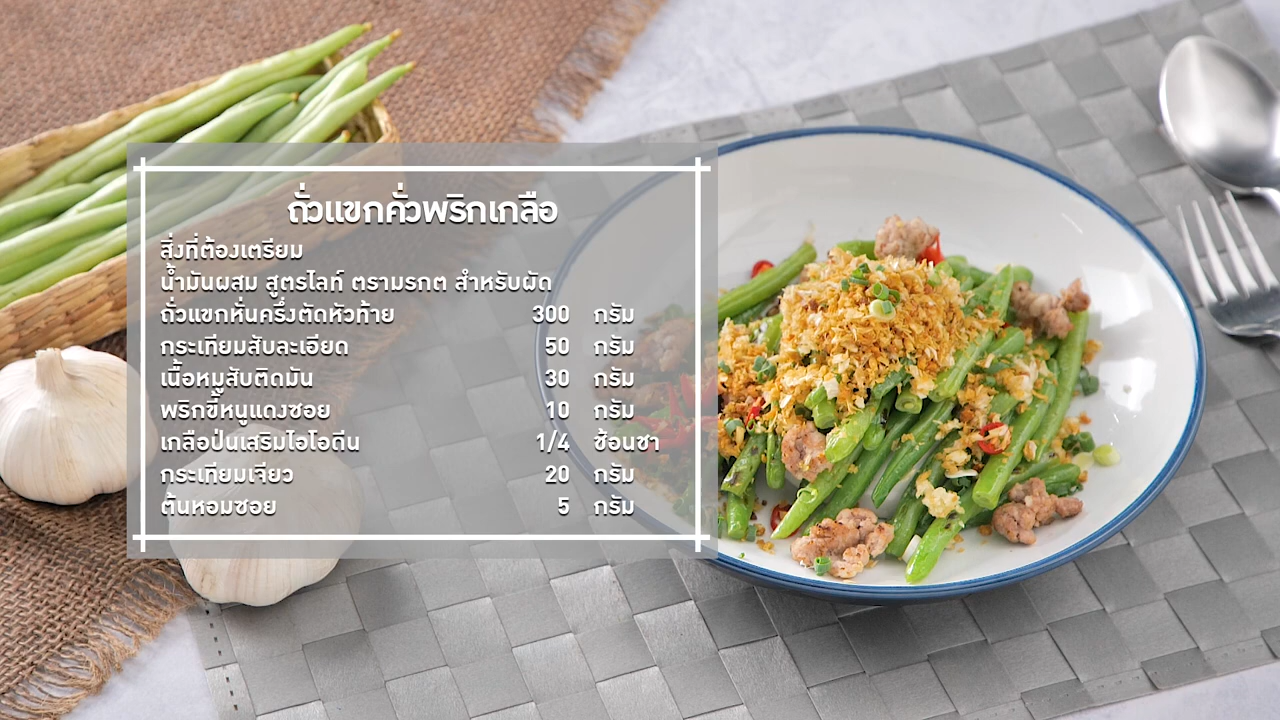 ถั่วแขกคั่วพริกเกลือ
สิ่งที่ต้องเตรียม
น้ำมันผสม สูตรไลท์ ตรามรกต สำหรับผัด
ถั่วแขกหั่นครึ่งตัดหัวท้าย 300 กรัม
กระเทียมสับละเอียด 50 กรัม
เนื้อหมูสับติดมัน 30 กรัม
พริกขี้หนูแดงซอย 10 กรัม
เกลือป่นเสริมไอโอดีน 1/4 ช้อนชา
กระเทียมเจียว 20 กรัม
ต้นหอมซอย 5 กรัม